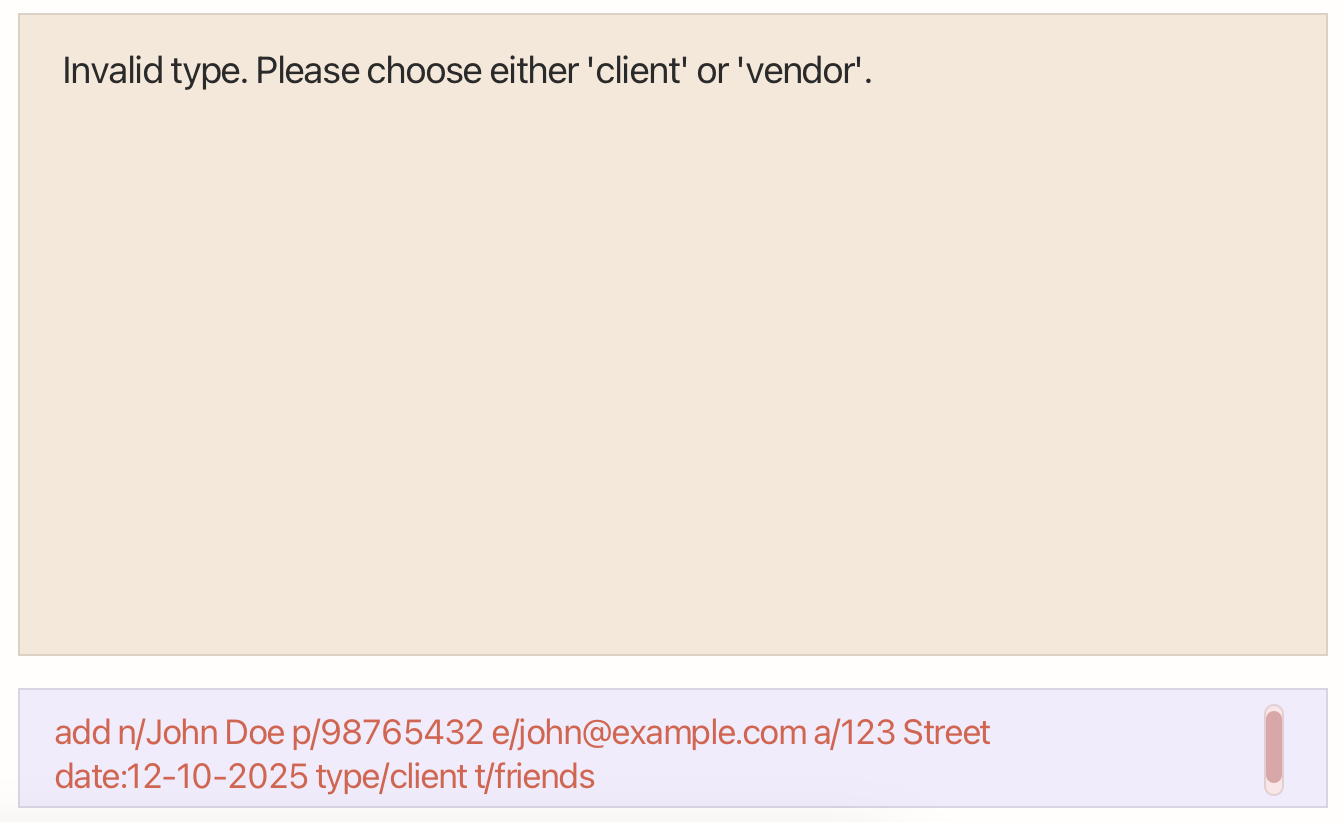 Invalid type. Please choose either 'client' or 'vendor'.
add n/John Doe p/98765432 e/john@example.com a/123 Street
date:12-10-2025 type/client t/friends